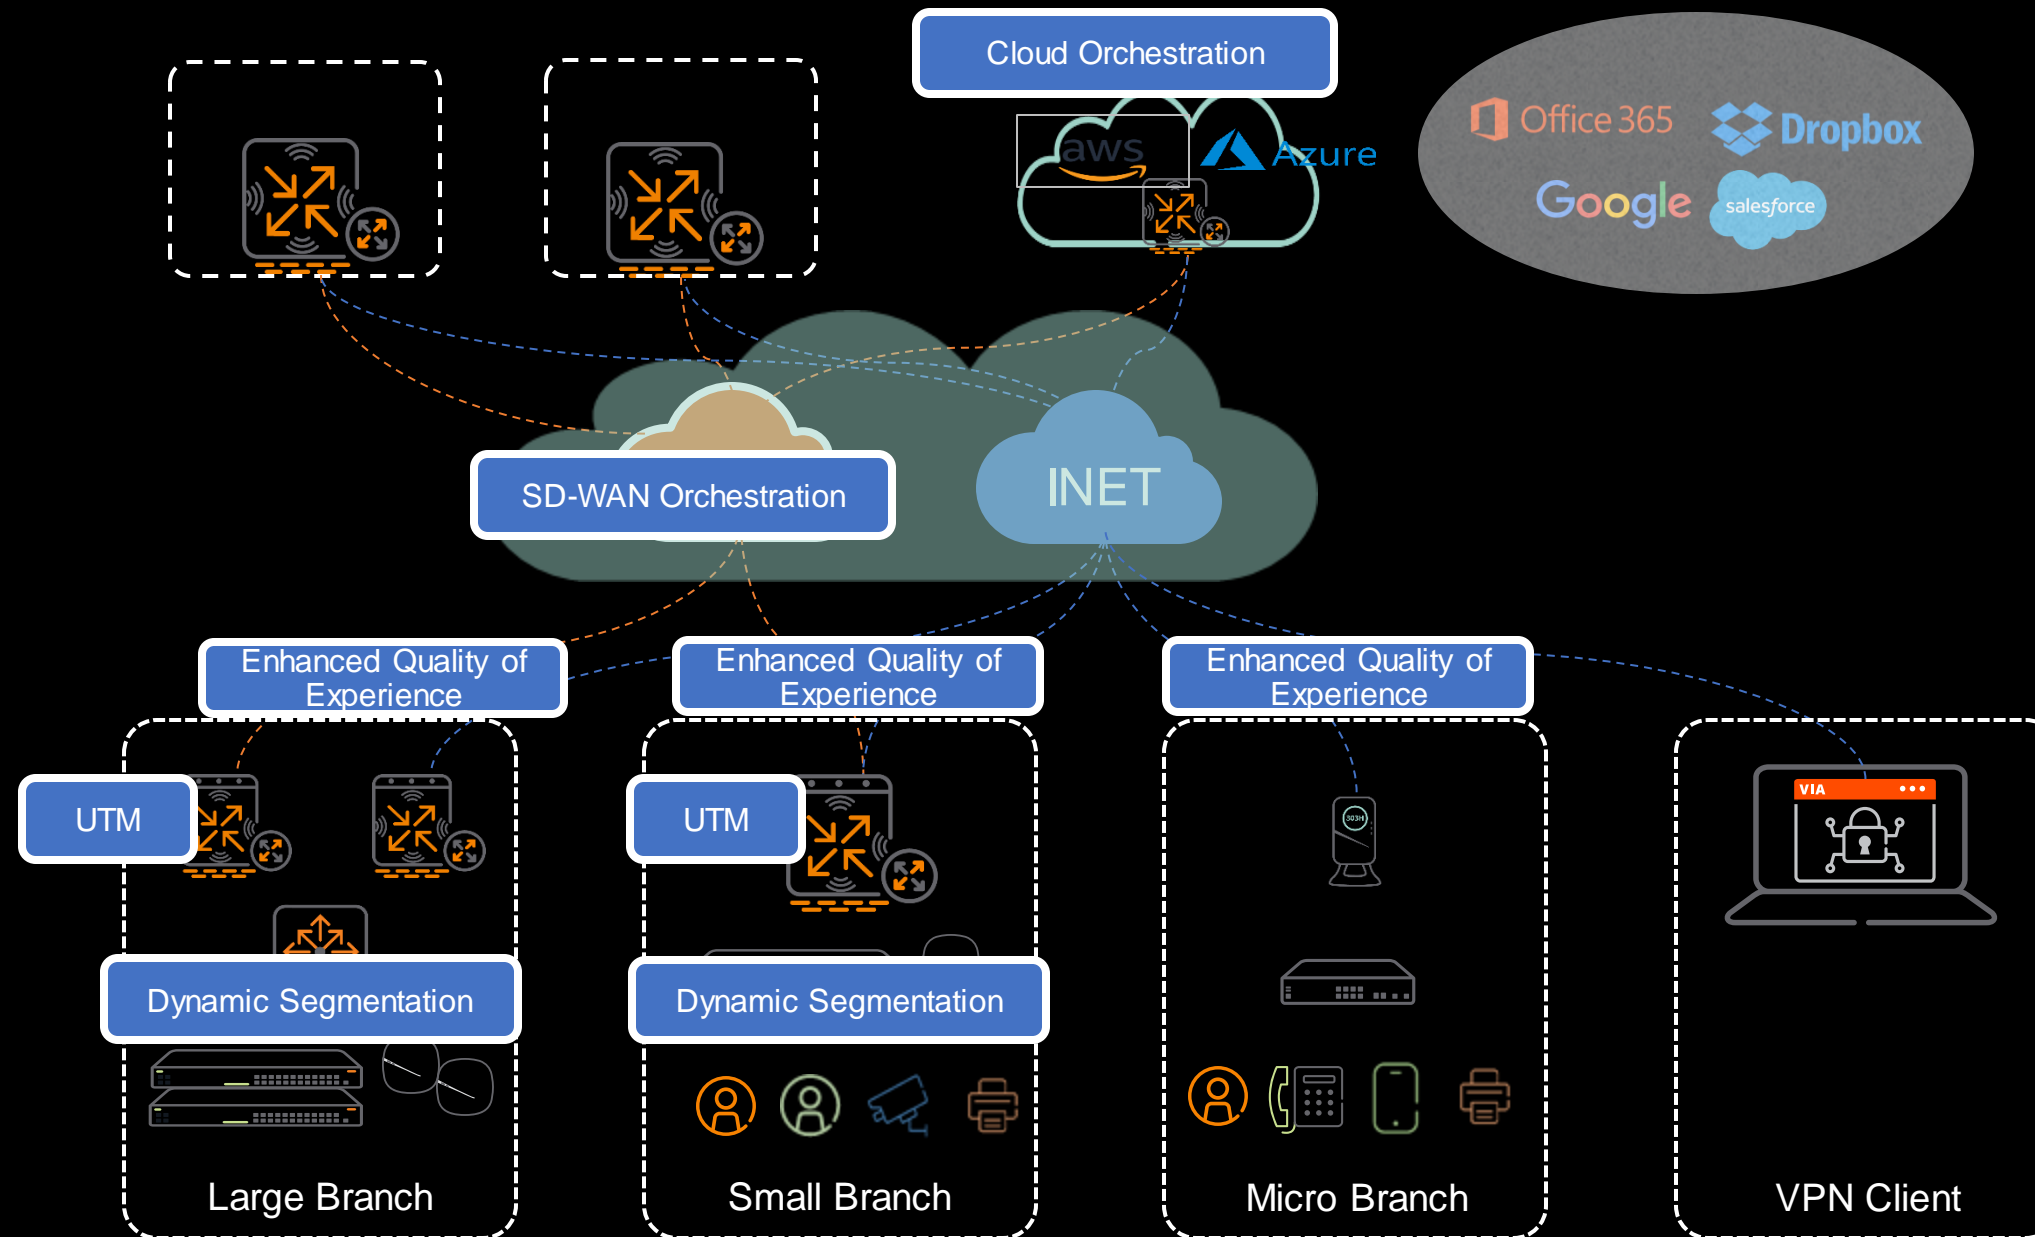 Cloud Orchestration
aws
Azure
Office 365
Dropbox
Google
salesforce
SD-WAN Orchestration
INET
Enhanced Quality of
Experience
Enhanced Quality of
Experience
Enhanced Quality of
Experience
UTM
UTM
303H
VIA
Dynamic Segmentation
Dynamic Segmentation
Large Branch
Small Branch
Micro Branch
VPN Client